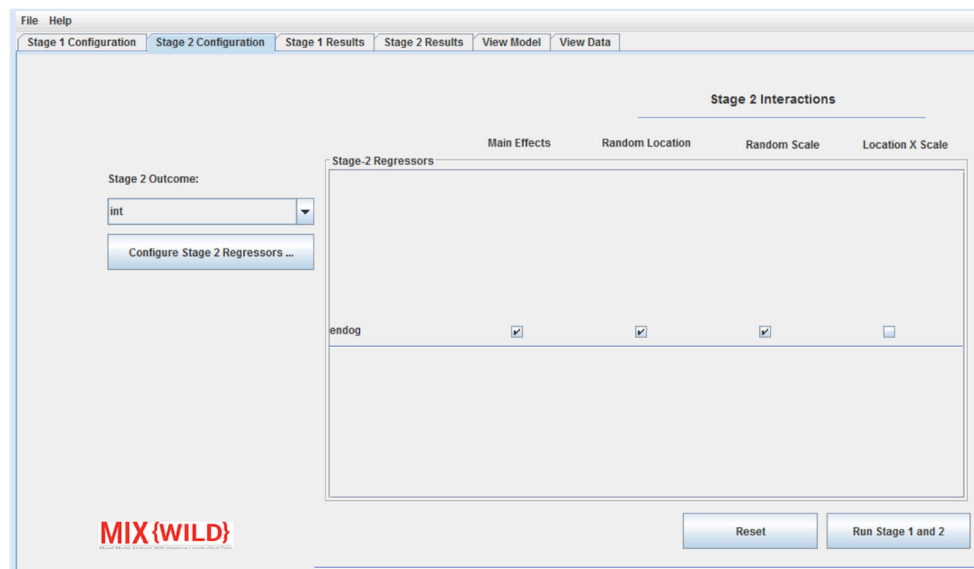 File Help
Stage 1 Configuration Stage 2 Configuration Stage 1 Results Stage 2 Results View Model View Data
Stage 2 Interactions
Main Effects Random Location Random Scale Location X Scale
Stage-2 Regressors
Stage 2 Outcome:
int
Configure Stage 2 Regressors ...
endog
MIX {WILD}
Reset Run Stage 1 and 2